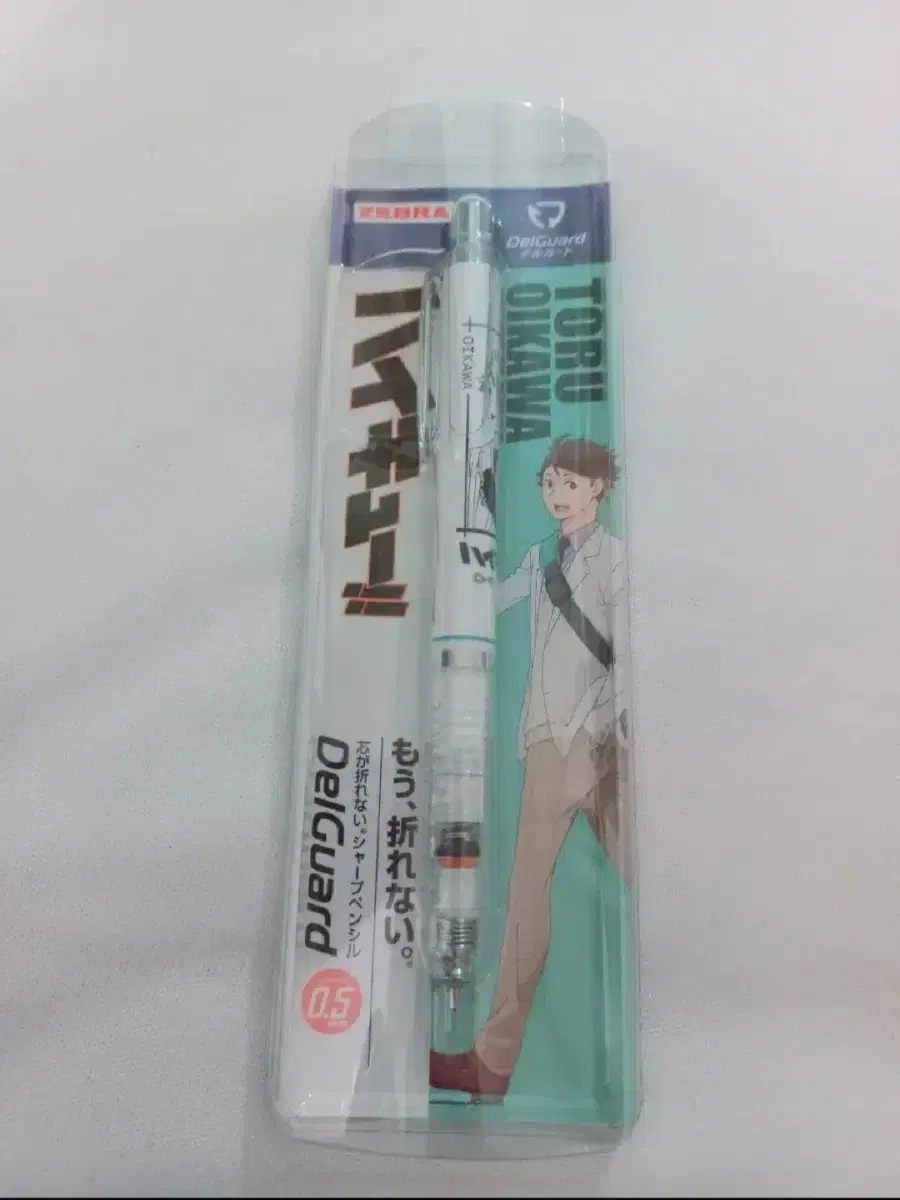 ZEBRA
DelGuard
デルガード
ハイキュー!!
TORU
OIKAWA
OIKAWA
もう、折れない。
芯が折れない。シャープペンシル
DelGuard
0.5
mm